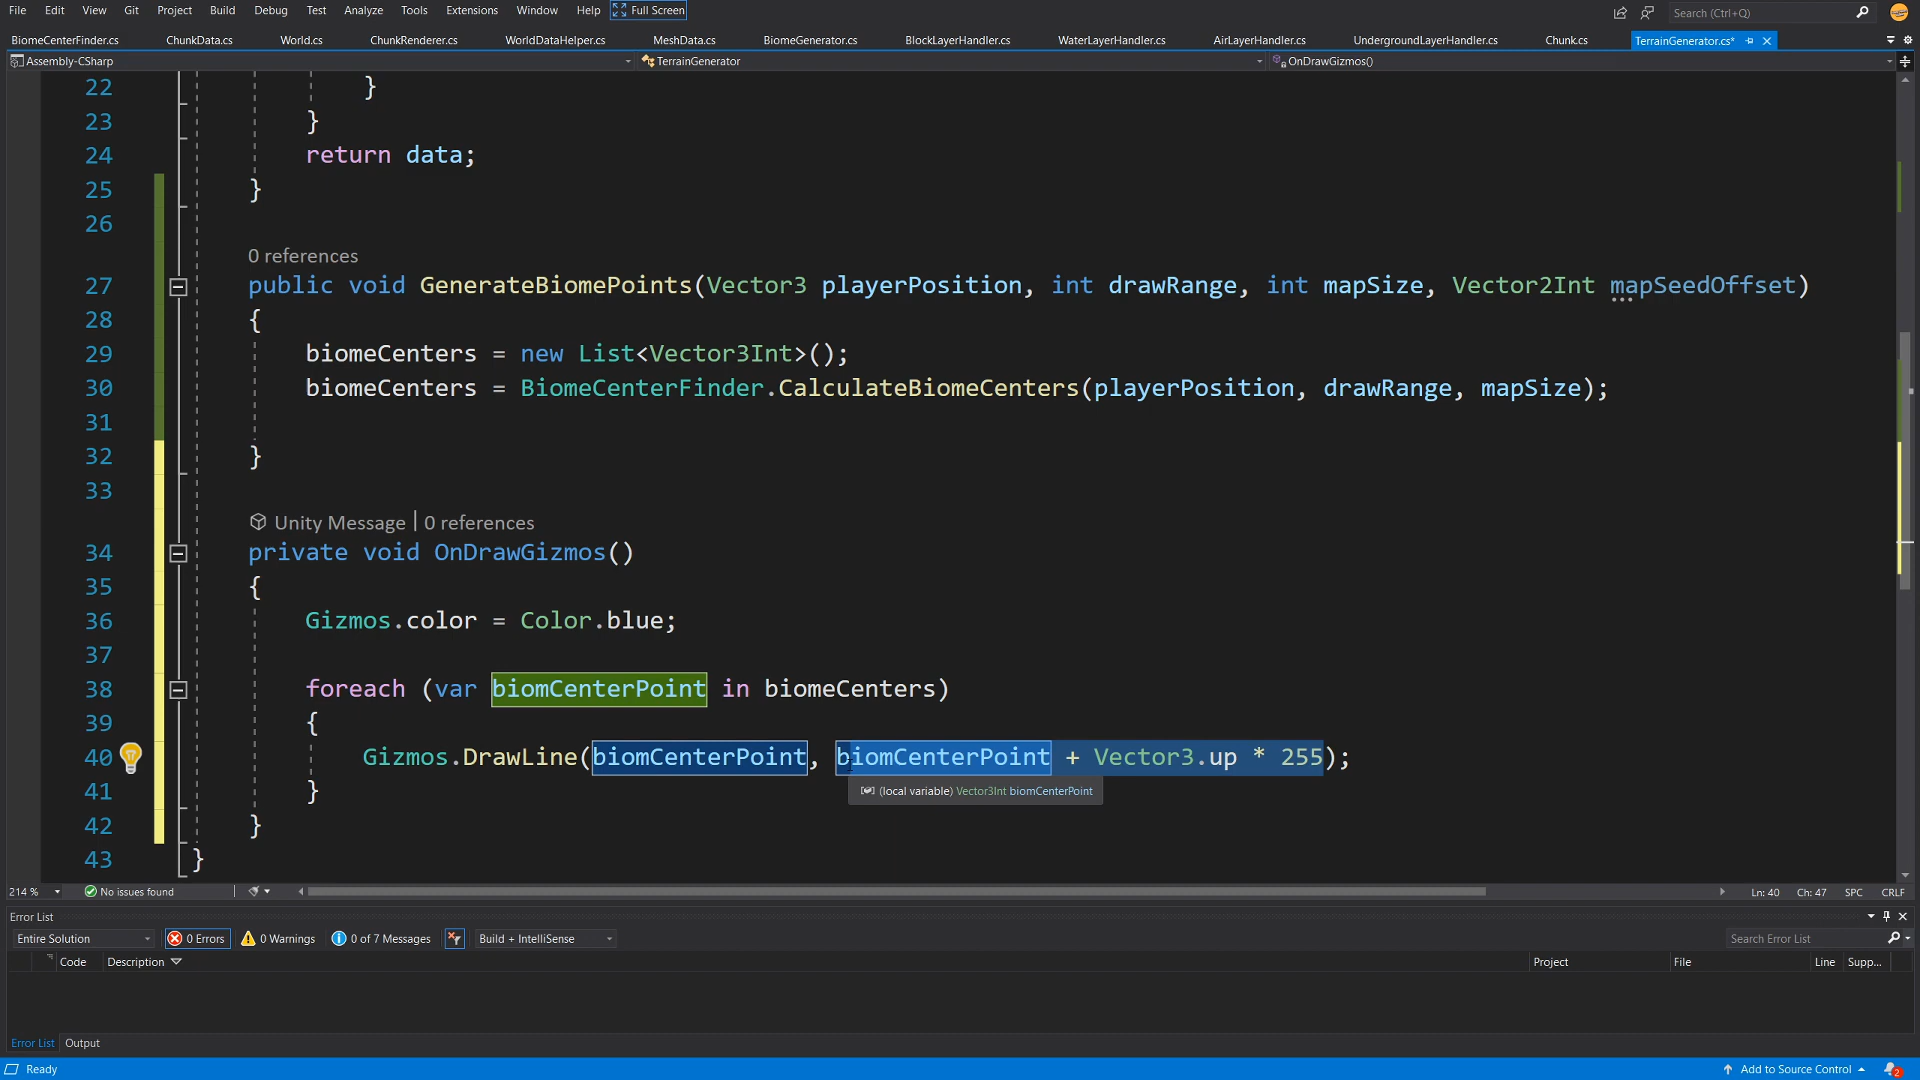 File Edit View Git Project Build Debug Test Analyze Tools Extensions Window Help Full Screen Search (Ctrl+Q)
BiomeCenterFinder.cs ChunkData.cs World.cs ChunkRenderer.cs WorldDataHelper.cs MeshData.cs BiomeGenerator.cs BlockLayerHandler.cs WaterLayerHandler.cs AirLayerHandler.cs UndergroundLayerHandler.cs Chunk.cs TerrainGenerator.cs*
Assembly-CSharp TerrainGenerator OnDrawGizmos()
22 }
23 }
24 return data;
25 }
26
0 references
27 public void GenerateBiomePoints(Vector3 playerPosition, int drawRange, int mapSize, Vector2Int mapSeedOffset)
28 {
29 biomeCenters = new List<Vector3Int>();
30 biomeCenters = BiomeCenterFinder.CalculateBiomeCenters(playerPosition, drawRange, mapSize);
31
32 }
33
Unity Message | 0 references
34 private void OnDrawGizmos()
35 {
36 Gizmos.color = Color.blue;
37
38 foreach (var biomCenterPoint in biomeCenters)
39 {
40 Gizmos.DrawLine(biomCenterPoint, biomCenterPoint + Vector3.up * 255);
(local variable) Vector3Int biomCenterPoint
41 }
42 }
43 }
214 % No issues found Ln: 40 Ch: 47 SPC CRLF
Error List
Entire Solution 0 Errors 0 Warnings 0 of 7 Messages Build + IntelliSense Search Error List
Code Description Project File Line Supp...
Error List Output
Ready Add to Source Control 2